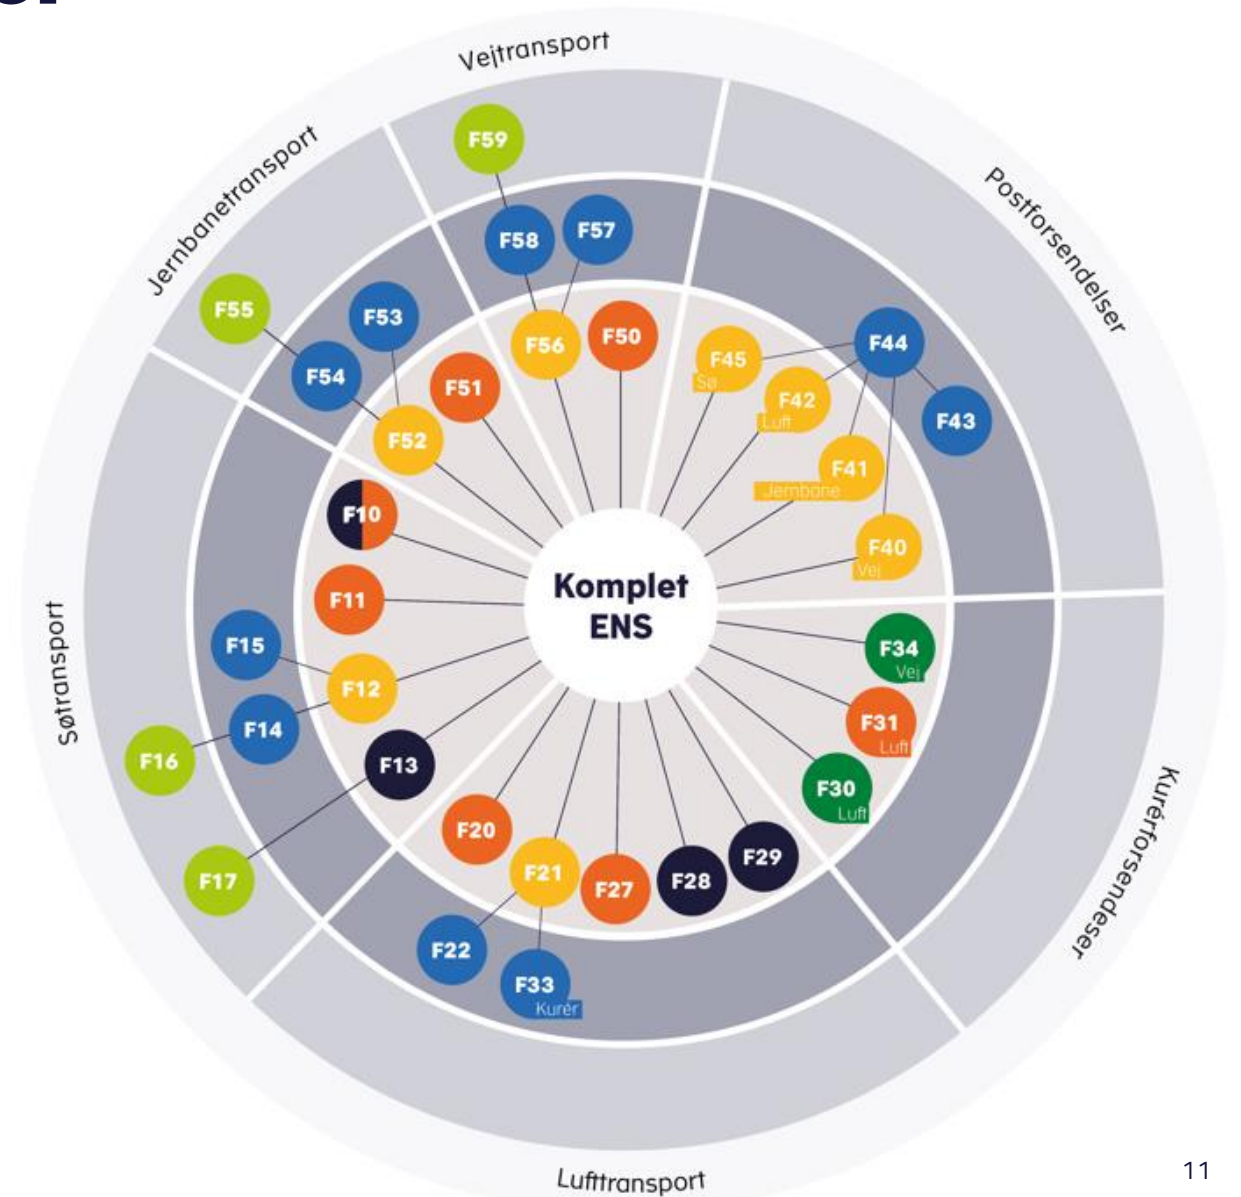 Vejtransport
Postforsendelser
Kurérforsendeser
Lufttransport
Søtransport
Jernbanetransport
Komplet
ENS
F59
F58
F57
F56
F50
F45
Sø
F42
Luft
F41
Jernbane
F40
Vej
F44
F43
F34
Vej
F31
Luft
F30
Luft
F29
F28
F27
F21
F20
F22
F33
Kurér
F10
F11
F12
F13
F15
F14
F16
F17
F55
F54
F53
F52
F51
11